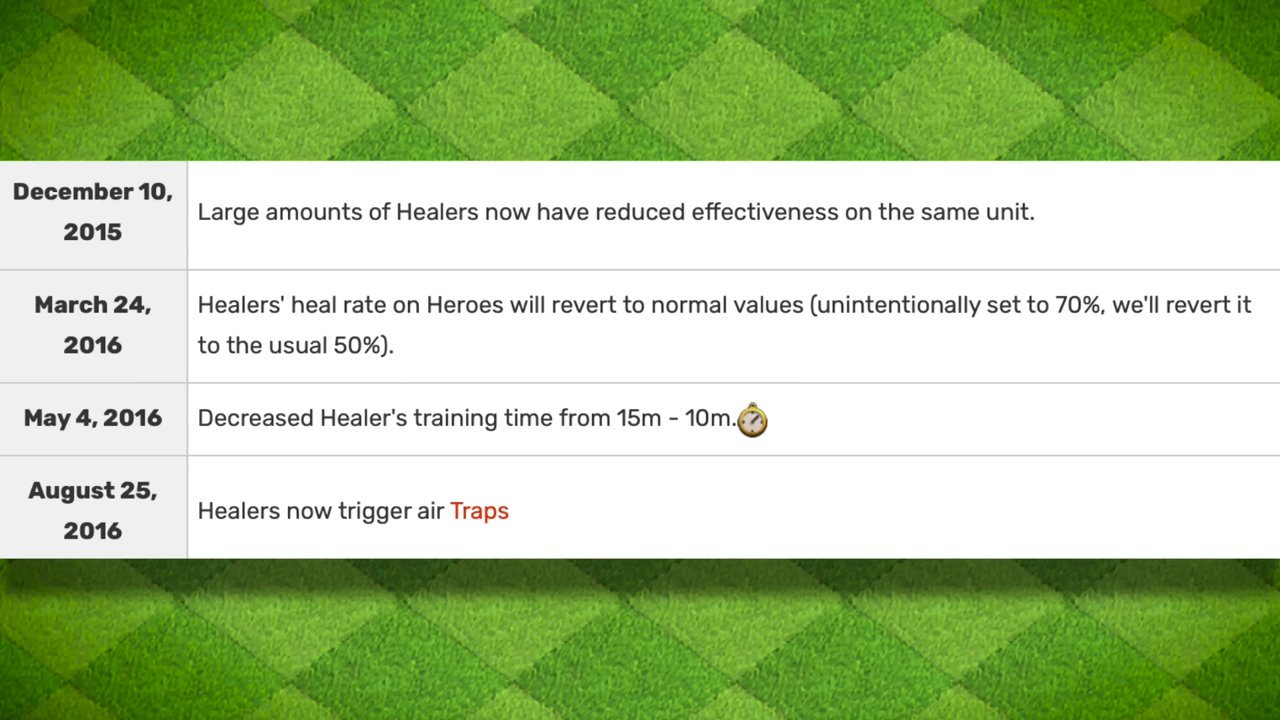 December 10,
2015
Large amounts of Healers now have reduced effectiveness on the same unit.
March 24,
2016
Healers' heal rate on Heroes will revert to normal values (unintentionally set to 70%, we'll revert it
to the usual 50%).
May 4, 2016
Decreased Healer's training time from 15m - 10m.
August 25,
2016
Healers now trigger air Traps